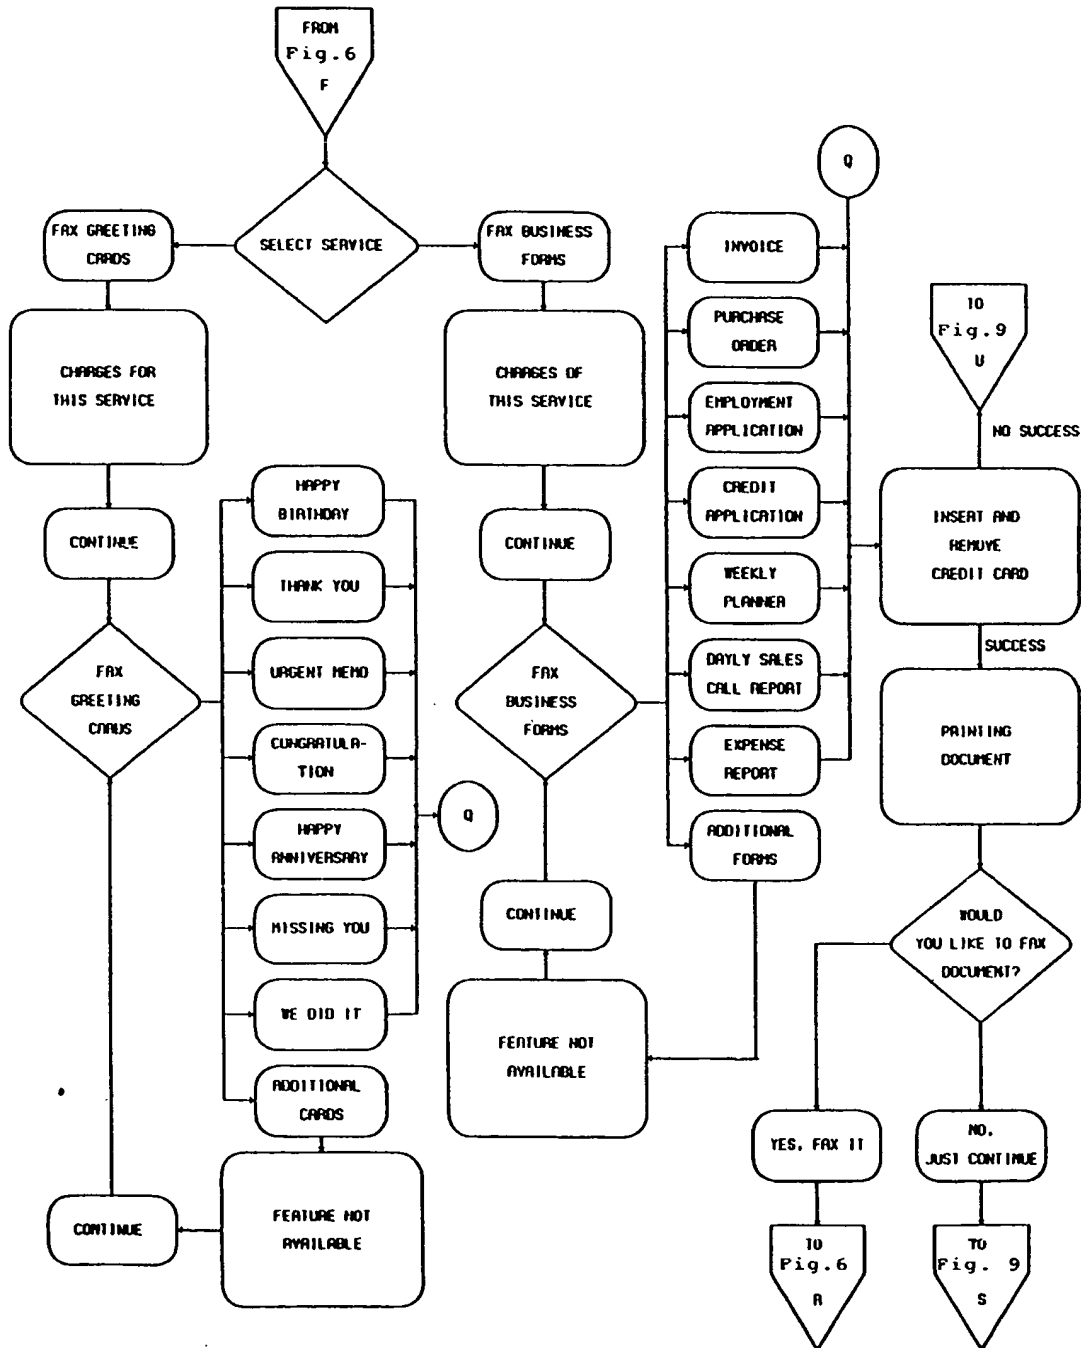 FROM
Fig.6
F
SELECT SERVICE
FAX GREETING
CARDS
CHARGES FOR
THIS SERVICE
CONTINUE
FAX
GREETING
CARDS
HAPPY
BIRTHDAY
THANK YOU
URGENT MEMO
CUNGRATULA-
TION
HAPPY
ANNIVERSARY
MISSING YOU
WE DID IT
ADDITIONAL
CARDS
FEATURE NOT
AVAILABLE
CONTINUE
Q
FAX BUSINESS
FORMS
CHARGES OF
THIS SERVICE
CONTINUE
FAX
BUSINESS
FORMS
CONTINUE
FEATURE NOT
AVAILABLE
INVOICE
PURCHASE
ORDER
EMPLOYMENT
APPLICATION
CREDIT
APPLICATION
WEEKLY
PLANNER
DAYLY SALES
CALL REPORT
EXPENSE
REPORT
ADDITIONAL
FORMS
Q
TO
Fig.9
U
NO SUCCESS
INSERT AND
REMOVE
CREDIT CARD
SUCCESS
PRINTING
DOCUMENT
WOULD
YOU LIKE TO FAX
DOCUMENT?
YES, FAX IT
NO,
JUST CONTINUE
TO
Fig.6
R
TO
Fig. 9
S